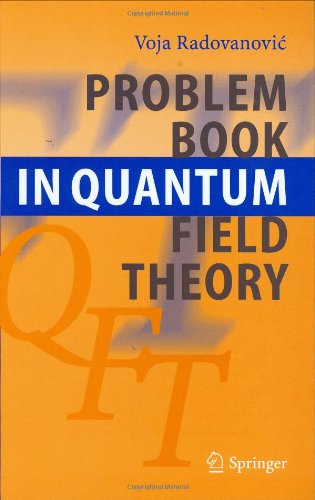 Voja Radovanović
PROBLEM
BOOK
IN QUANTUM
FIELD
THEORY
QFT
Springer